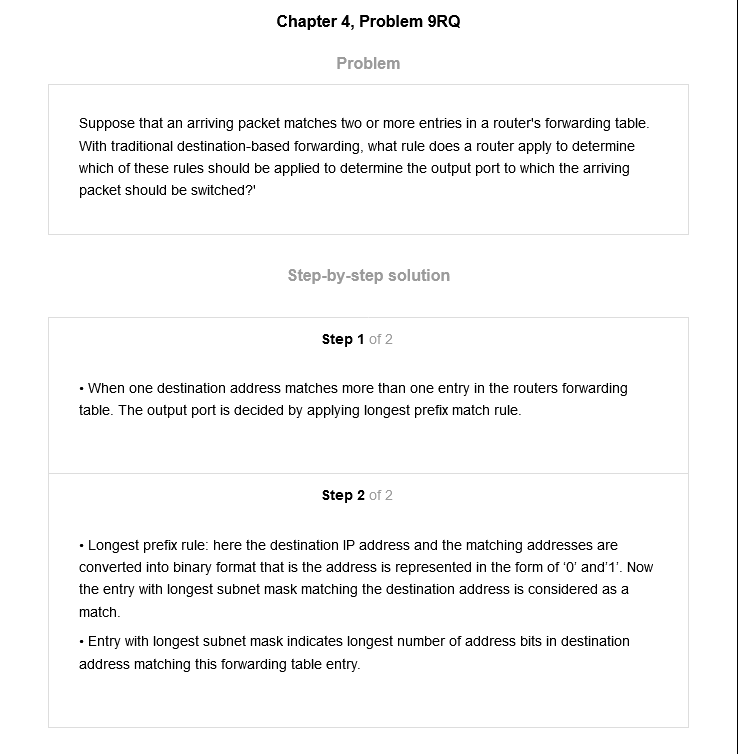 Chapter 4, Problem 9RQ
Problem
Suppose that an arriving packet matches two or more entries in a router's forwarding table.
With traditional destination-based forwarding, what rule does a router apply to determine
which of these rules should be applied to determine the output port to which the arriving
packet should be switched?'
Step-by-step solution
Step 1 of 2
• When one destination address matches more than one entry in the routers forwarding
table. The output port is decided by applying longest prefix match rule.
Step 2 of 2
• Longest prefix rule: here the destination IP address and the matching addresses are
converted into binary format that is the address is represented in the form of ‘0’ and’1’. Now
the entry with longest subnet mask matching the destination address is considered as a
match.
• Entry with longest subnet mask indicates longest number of address bits in destination
address matching this forwarding table entry.